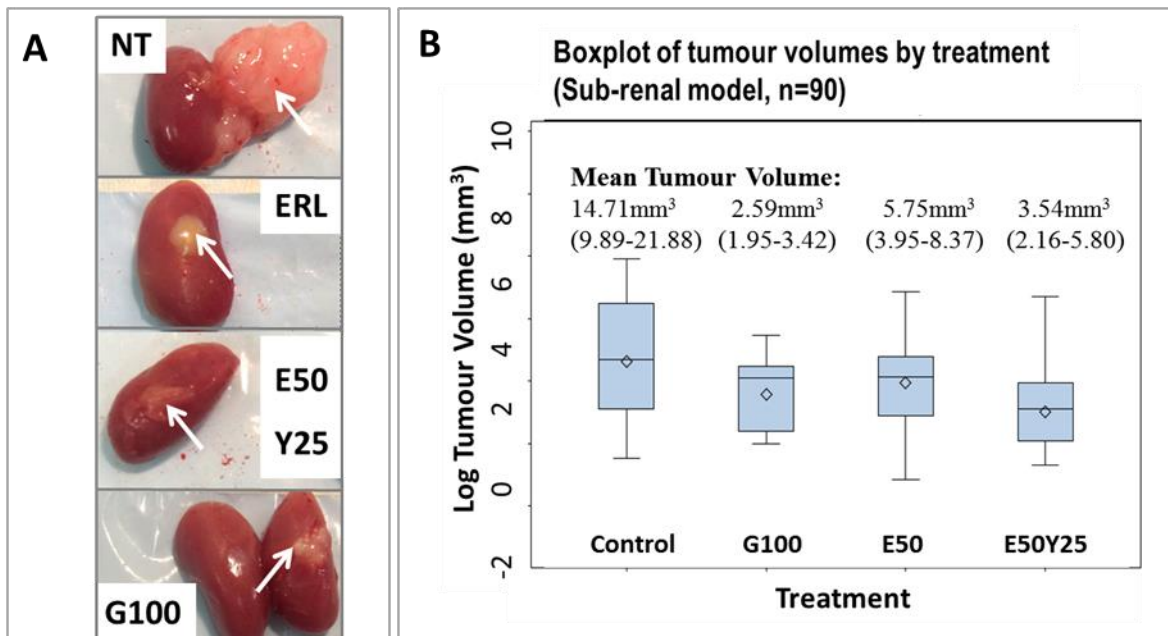 A
NT
ERL
E50
Y25
G100
B
Boxplot of tumour volumes by treatment
(Sub-renal model, n=90)
Mean Tumour Volume:
14.71mm³ 2.59mm³ 5.75mm³ 3.54mm³
(9.89-21.88) (1.95-3.42) (3.95-8.37) (2.16-5.80)
10
8
6
4
2
0
-2
Log Tumour Volume (mm³)
Control G100 E50 E50Y25
Treatment